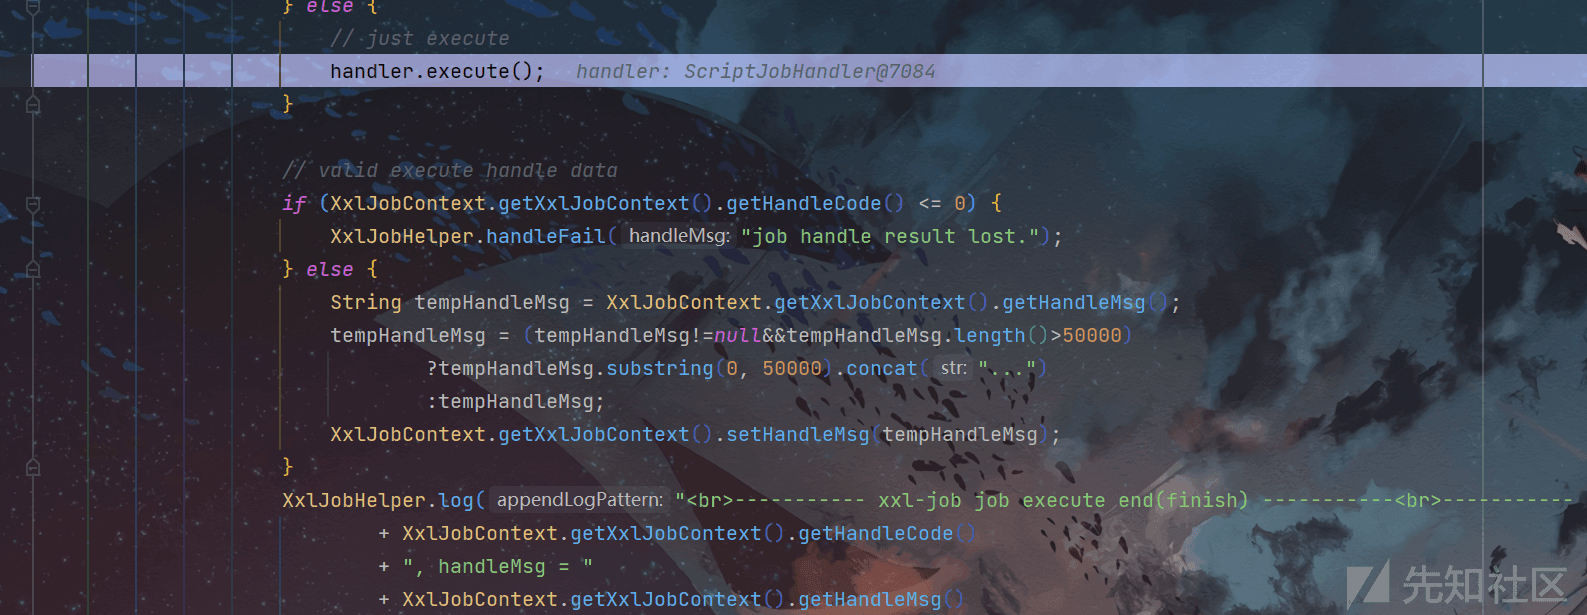 } else {
// just execute
handler.execute(); handler: ScriptJobHandler@7084
}
// valid execute handle data
if (XxlJobContext.getXxlJobContext().getHandleCode() <= 0) {
XxlJobHelper.handleFail( handleMsg: "job handle result lost.");
} else {
String tempHandleMsg = XxlJobContext.getXxlJobContext().getHandleMsg();
tempHandleMsg = (tempHandleMsg!=null&&tempHandleMsg.length()>50000)
?tempHandleMsg.substring(0, 50000).concat( str: "...")
:tempHandleMsg;
XxlJobContext.getXxlJobContext().setHandleMsg(tempHandleMsg);
}
XxlJobHelper.log( appendLogPattern: "<br>----------- xxl-job job execute end(finish) -----------<br>-----------
+ XxlJobContext.getXxlJobContext().getHandleCode()
+ ", handleMsg = "
+ XxlJobContext.getXxlJobContext().getHandleMsg()
先知社区